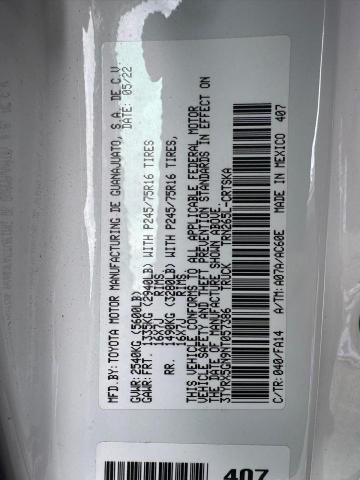 MFD.BY:TOYOTA MOTOR MANUFACTURING DE GUANAJUATO, S.A. DE C.V.
05/22
GVWR:2540KG (5600LB)
GAWR:FRT. 1335KG (2940LB) WITH P245/75R16 TIRES
16X7J RIMS,
RR. 1490KG (3280LB) WITH P245/75R16 TIRES,
16X7J RIMS,
THIS VEHICLE CONFORMS TO ALL APPLICABLE FEDERAL MOTOR
VEHICLE SAFETY AND THEFT PREVENTION STANDARDS IN EFFECT ON
THE DATE OF MANUFACTURE SHOWN ABOVE.
3TYRX5GN9NT057386 TRUCK TRN265L-CRTSKA
C/TR:040/FA14 A/TM:A07A/AC60E
MADE IN MEXICO 407
407